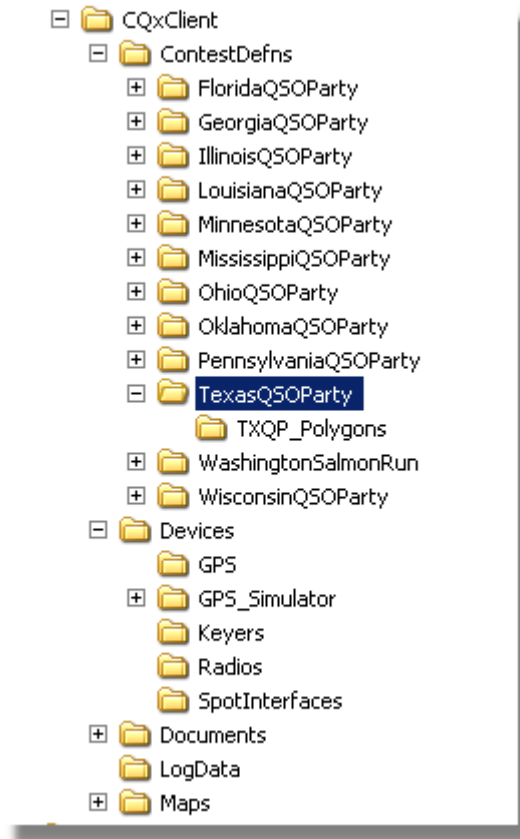 CQxClient
ContestDefns
FloridaQSOParty
GeorgiaQSOParty
IllinoisQSOParty
LouisianaQSOParty
MinnesotaQSOParty
MississippiQSOParty
OhioQSOParty
OklahomaQSOParty
PennsylvaniaQSOParty
TexasQSOParty
TXQP_Polygons
WashingtonSalmonRun
WisconsinQSOParty
Devices
GPS
GPS_Simulator
Keyers
Radios
SpotInterfaces
Documents
LogData
Maps